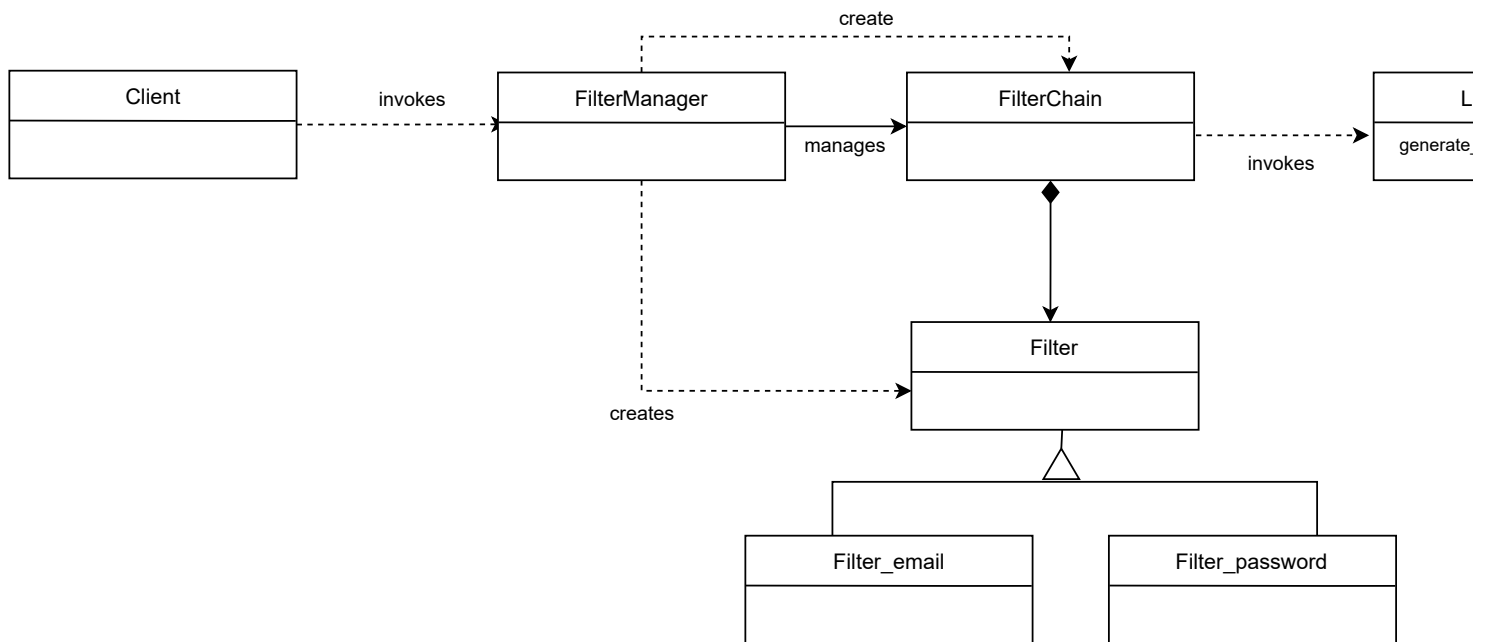 create
Client
invokes
FilterManager
FilterChain
L
manages
generate_
invokes
Filter
creates
Filter_email
Filter_password